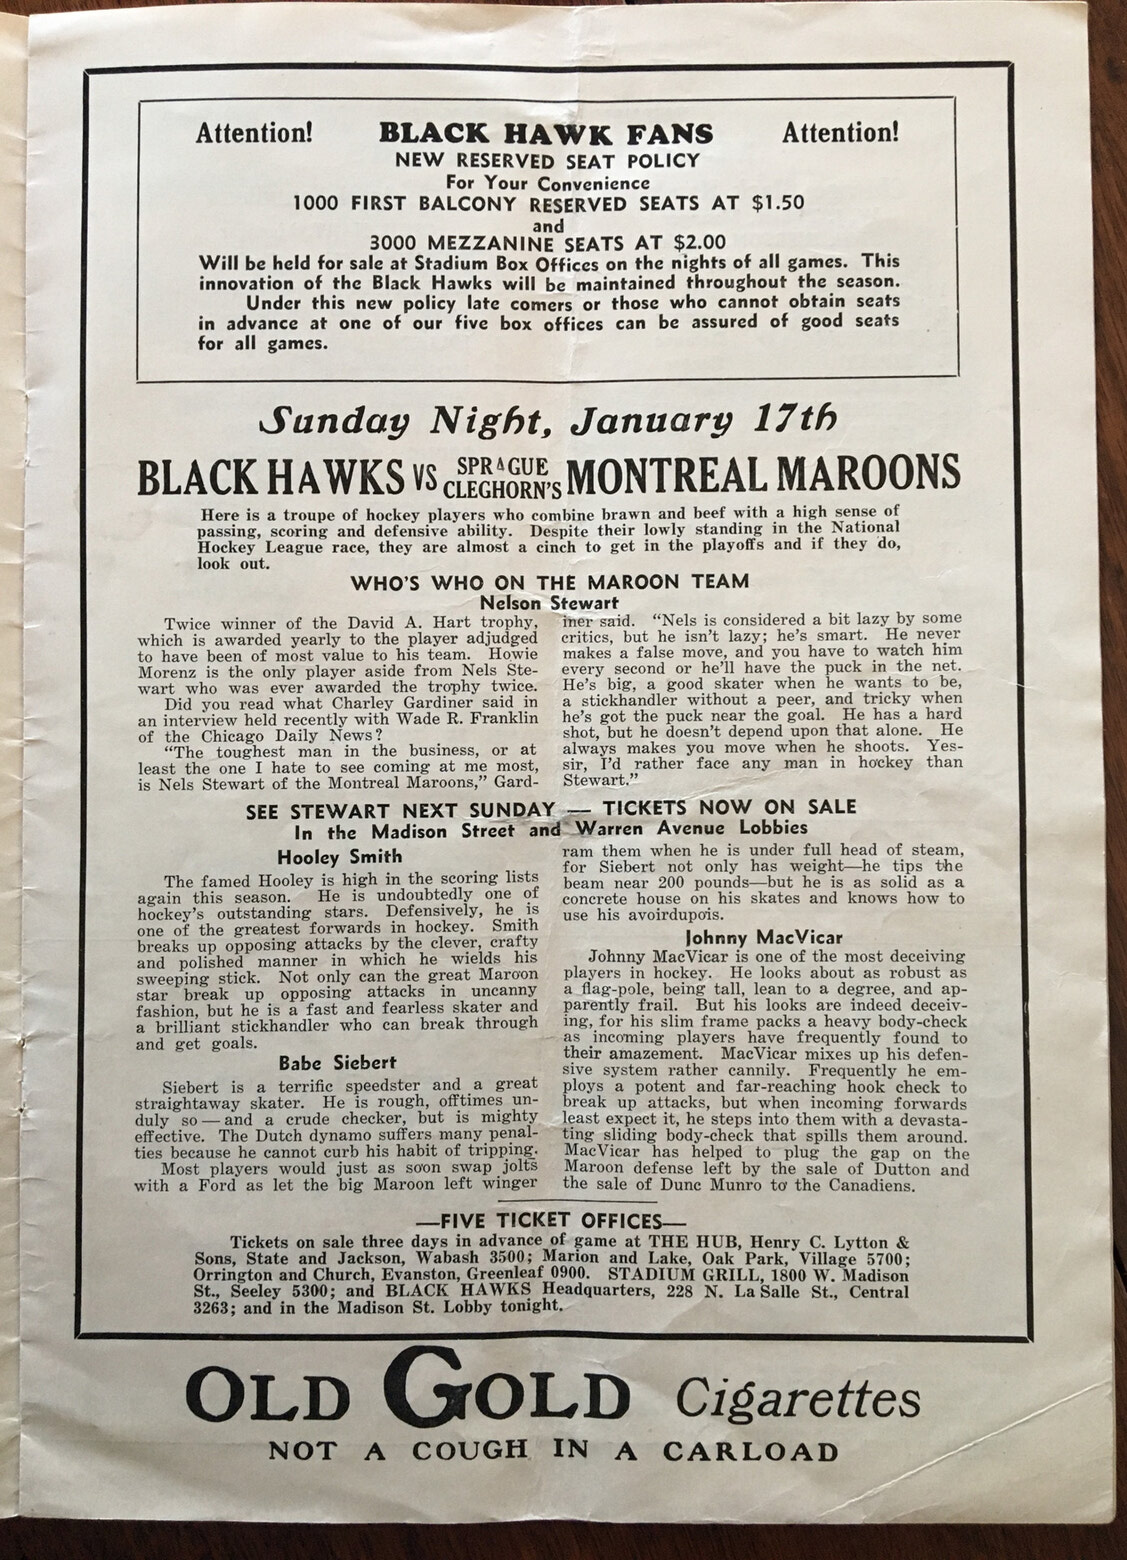 Attention! BLACK HAWK FANS Attention!
NEW RESERVED SEAT POLICY
For Your Convenience
1000 FIRST BALCONY RESERVED SEATS AT $1.50
and
3000 MEZZANINE SEATS AT $2.00
Will be held for sale at Stadium Box Offices on the nights of all games. This
innovation of the Black Hawks will be maintained throughout the season.
Under this new policy late comers or those who cannot obtain seats
in advance at one of our five box offices can be assured of good seats
for all games.
Sunday Night, January 17th
BLACK HAWKS VS SPRAGUE CLEGHORN'S MONTREAL MAROONS
Here is a troupe of hockey players who combine brawn and beef with a high sense of
passing, scoring and defensive ability. Despite their lowly standing in the National
Hockey League race, they are almost a cinch to get in the playoffs and if they do,
look out.
WHO'S WHO ON THE MAROON TEAM
Nelson Stewart
Twice winner of the David A. Hart trophy,
which is awarded yearly to the player adjudged
to have been of most value to his team. Howie
Morenz is the only player aside from Nels Ste-
wart who was ever awarded the trophy twice.
Did you read what Charley Gardiner said in
an interview held recently with Wade R. Franklin
of the Chicago Daily News?
"The toughest man in the business, or at
least the one I hate to see coming at me most,
is Nels Stewart of the Montreal Maroons," Gard-
iner said. "Nels is considered a bit lazy by some
critics, but he isn't lazy; he's smart. He never
makes a false move, and you have to watch him
every second or he'll have the puck in the net.
He's big, a good skater when he wants to be,
a stickhandler without a peer, and tricky when
he's got the puck near the goal. He has a hard
shot, but he doesn't depend upon that alone. He
always makes you move when he shoots. Yes-
sir, I'd rather face any man in hockey than
Stewart."
SEE STEWART NEXT SUNDAY — TICKETS NOW ON SALE
In the Madison Street and Warren Avenue Lobbies
Hooley Smith
The famed Hooley is high in the scoring lists
again this season. He is undoubtedly one of
hockey's outstanding stars. Defensively, he is
one of the greatest forwards in hockey. Smith
breaks up opposing attacks by the clever, crafty
and polished manner in which he wields his
sweeping stick. Not only can the great Maroon
star break up opposing attacks in uncanny
fashion, but he is a fast and fearless skater and
a brilliant stickhandler who can break through
and get goals.
Babe Siebert
Siebert is a terrific speedster and a great
straightaway skater. He is rough, offtimes un-
duly so — and a crude checker, but is mighty
effective. The Dutch dynamo suffers many penal-
ties because he cannot curb his habit of tripping.
Most players would just as soon swap jolts
with a Ford as let the big Maroon left winger
ram them when he is under full head of steam,
for Siebert not only has weight—he tips the
beam near 200 pounds—but he is as solid as a
concrete house on his skates and knows how to
use his avoirdupois.
Johnny MacVicar
Johnny MacVicar is one of the most deceiving
players in hockey. He looks about as robust as
a flag-pole, being tall, lean to a degree, and ap-
parently frail. But his looks are indeed deceiv-
ing, for his slim frame packs a heavy body-check
as incoming players have frequently found to
their amazement. MacVicar mixes up his defen-
sive system rather cannily. Frequently he em-
ploys a potent and far-reaching hook check to
break up attacks, but when incoming forwards
least expect it, he steps into them with a devasta-
ting sliding body-check that spills them around.
MacVicar has helped to plug the gap on the
Maroon defense left by the sale of Dutton and
the sale of Dunc Munro to the Canadiens.
—FIVE TICKET OFFICES—
Tickets on sale three days in advance of game at THE HUB, Henry C. Lytton &
Sons, State and Jackson, Wabash 3500; Marion and Lake, Oak Park, Village 5700;
Orrington and Church, Evanston, Greenleaf 0900. STADIUM GRILL, 1800 W. Madison
St., Seeley 5300; and BLACK HAWKS Headquarters, 228 N. La Salle St., Central
3263; and in the Madison St. Lobby tonight.
OLD GOLD Cigarettes
NOT A COUGH IN A CARLOAD